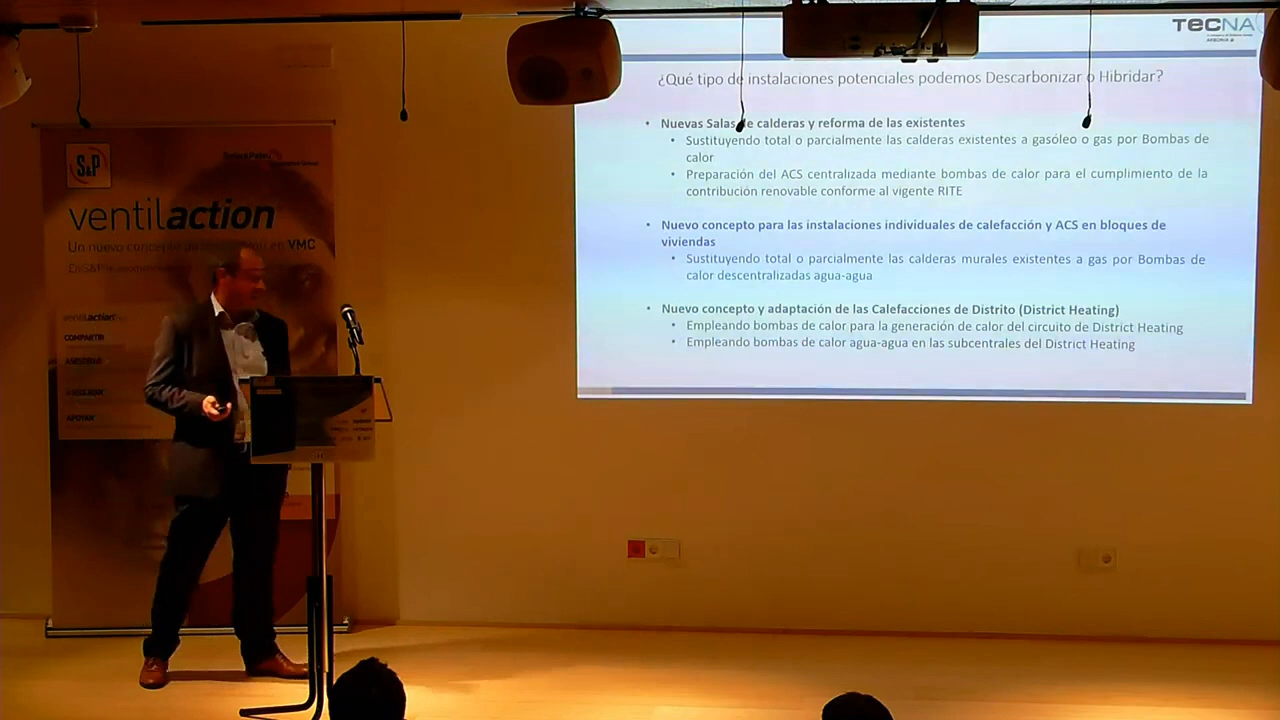 TECNA
¿Qué tipo de instalaciones potenciales podemos Descarbonizar o Hibridar?
• Nuevas Salas de calderas y reforma de las existentes
• Sustituyendo total o parcialmente las calderas existentes a gasóleo o gas por Bombas de
calor
• Preparación del ACS centralizada mediante bombas de calor para el cumplimiento de la
contribución renovable conforme al vigente RITE
• Nuevo concepto para las instalaciones individuales de calefacción y ACS en bloques de
viviendas
• Sustituyendo total o parcialmente las calderas murales existentes a gas por Bombas de
calor descentralizadas agua-agua
• Nuevo concepto y adaptación de las Calefacciones de Distrito (District Heating)
• Empleando bombas de calor para la generación de calor del circuito de District Heating
• Empleando bombas de calor agua-agua en las subcentrales del District Heating
S&P
ventilaction
Un nuevo concepto de en VMC
ventilaction
COMPARTIR
ASESORAR
ASEGURAR
APOYAR